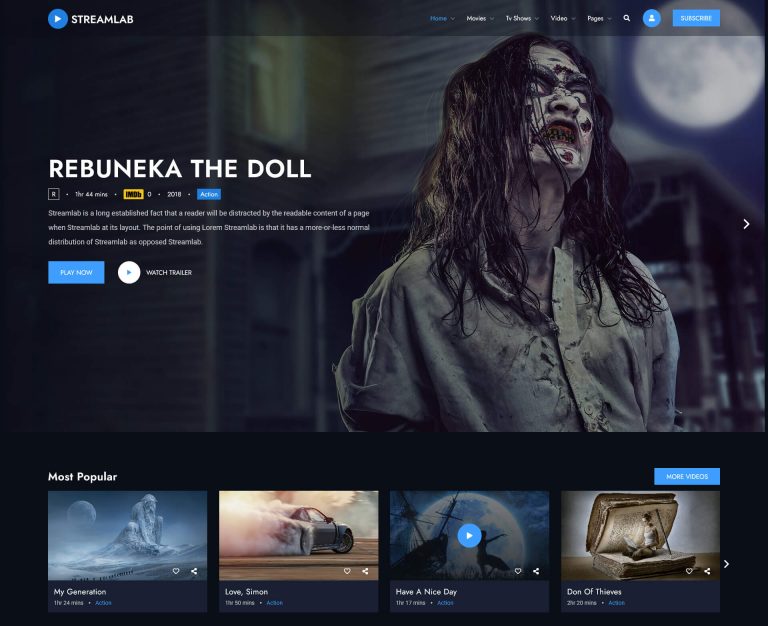 STREAMLAB
Home Movies Tv Shows Video Pages SUBSCRIBE
REBUNEKA THE DOLL
R • 1hr 44 mins • IMDb 0 • 2018 • Action
Streamlab is a long established fact that a reader will be distracted by the readable content of a page
when Streamlab at its layout. The point of using Lorem Streamlab is that it has a more-or-less normal
distribution of Streamlab as opposed Streamlab.
PLAY NOW WATCH TRAILER
Most Popular MORE VIDEOS
My Generation
1hr 24 mins • Action
Love, Simon
1hr 50 mins • Action
Have A Nice Day
1hr 17 mins • Action
Don Of Thieves
2hr 20 mins • Action